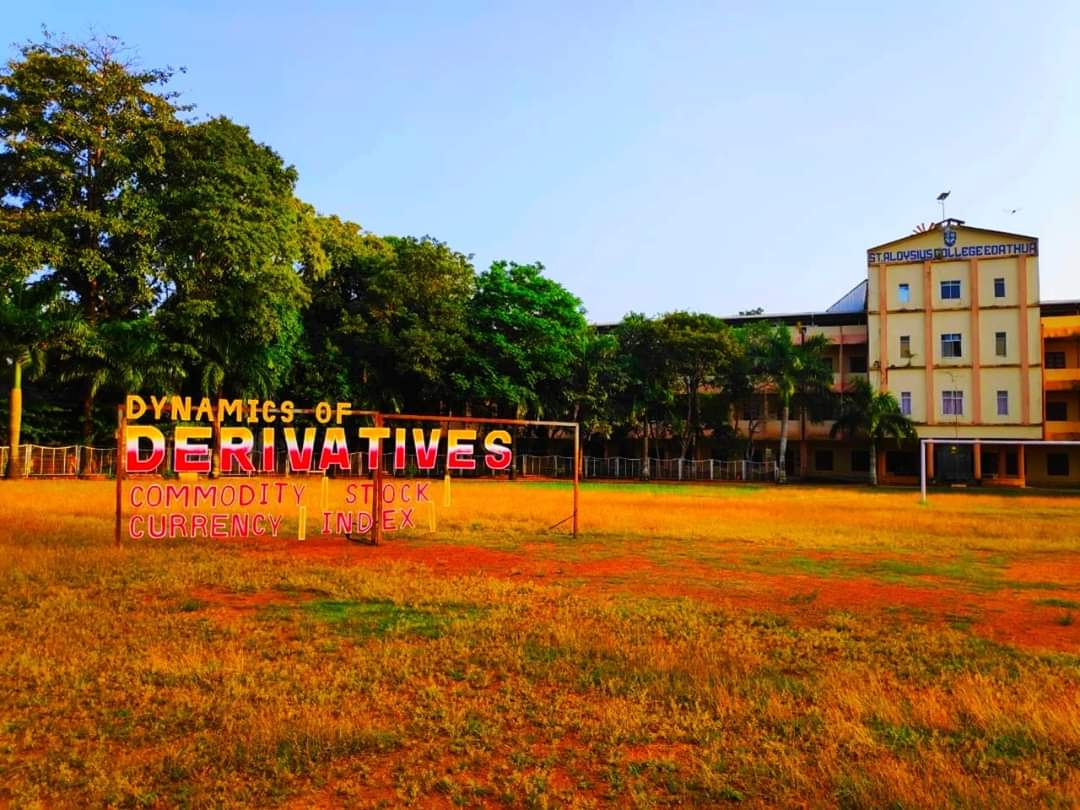 DYNAMICS OF
DERIVATIVES
COMMODITY | STOCK |
CURRENCY | INDEX |
ST.ALOYSIUS COLLEGE EDATHUA